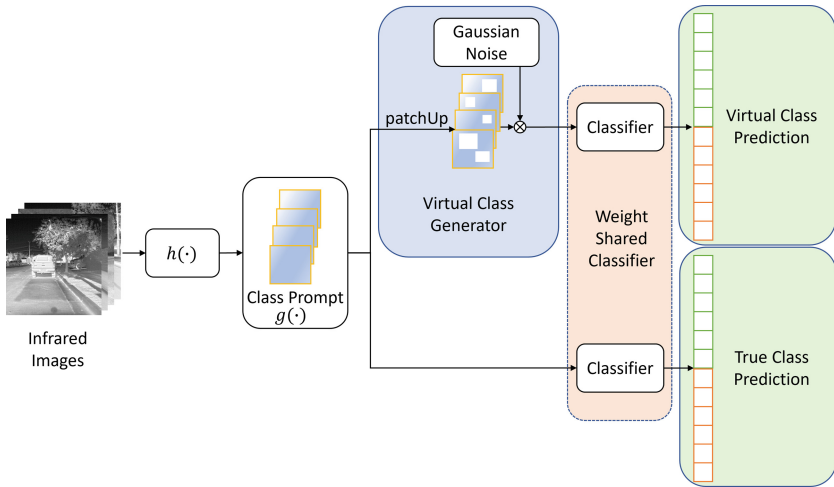 Infrared
Images
h(·)
Class Prompt
g(·)
patchUp
Gaussian
Noise
Virtual Class
Generator
Classifier
Weight
Shared
Classifier
Classifier
Virtual Class
Prediction
True Class
Prediction